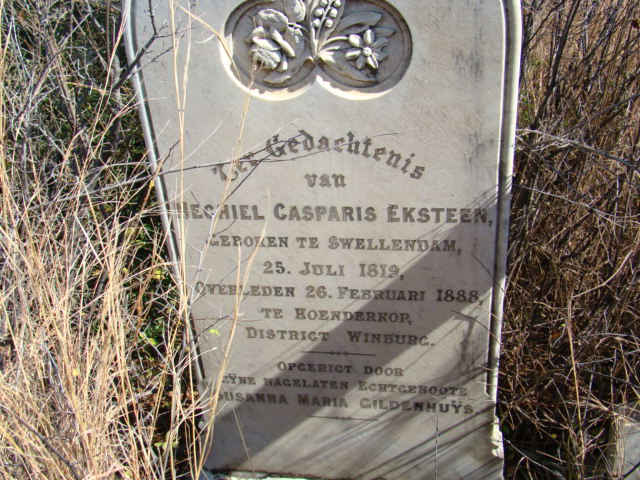 Ter Gedachtenis
van
MECHIEL CASPARIS EKSTEEN,
GEBOREN TE SWELLENDAM,
25. JULI 1819,
OVERLEDEN 26. FEBRUARI 1888
TE HOENDERKOP,
DISTRICT WINBURG.
OPGERIGT DOOR
ZYNE NAGELATEN ECHTGENOOTE
SUSANNA MARIA GILDENHUYS